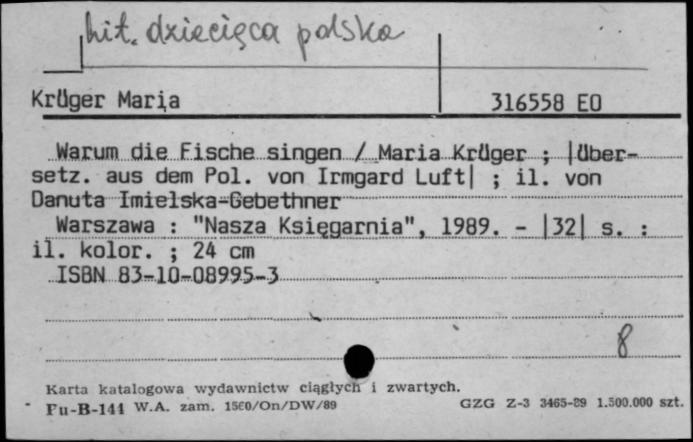 lit. dziecięca polska
Krüger Maria
316558 EO
Warum die Fische singen / Maria Krüger ; |über-
setz. aus dem Pol. von Irmgard Luft| ; il. von
Danuta Imielska-Gebethner
Warszawa : "Nasza Księgarnia", 1989. - |32| s. :
il. kolor. ; 24 cm
ISBN 83-10-08995-3
8
Karta katalogowa wydawnictw ciągłych i zwartych.
Pu-B-141 W.A. zam. 1560/On/DW/89
GZG Z-3 3465-89 1.500.000 szt.